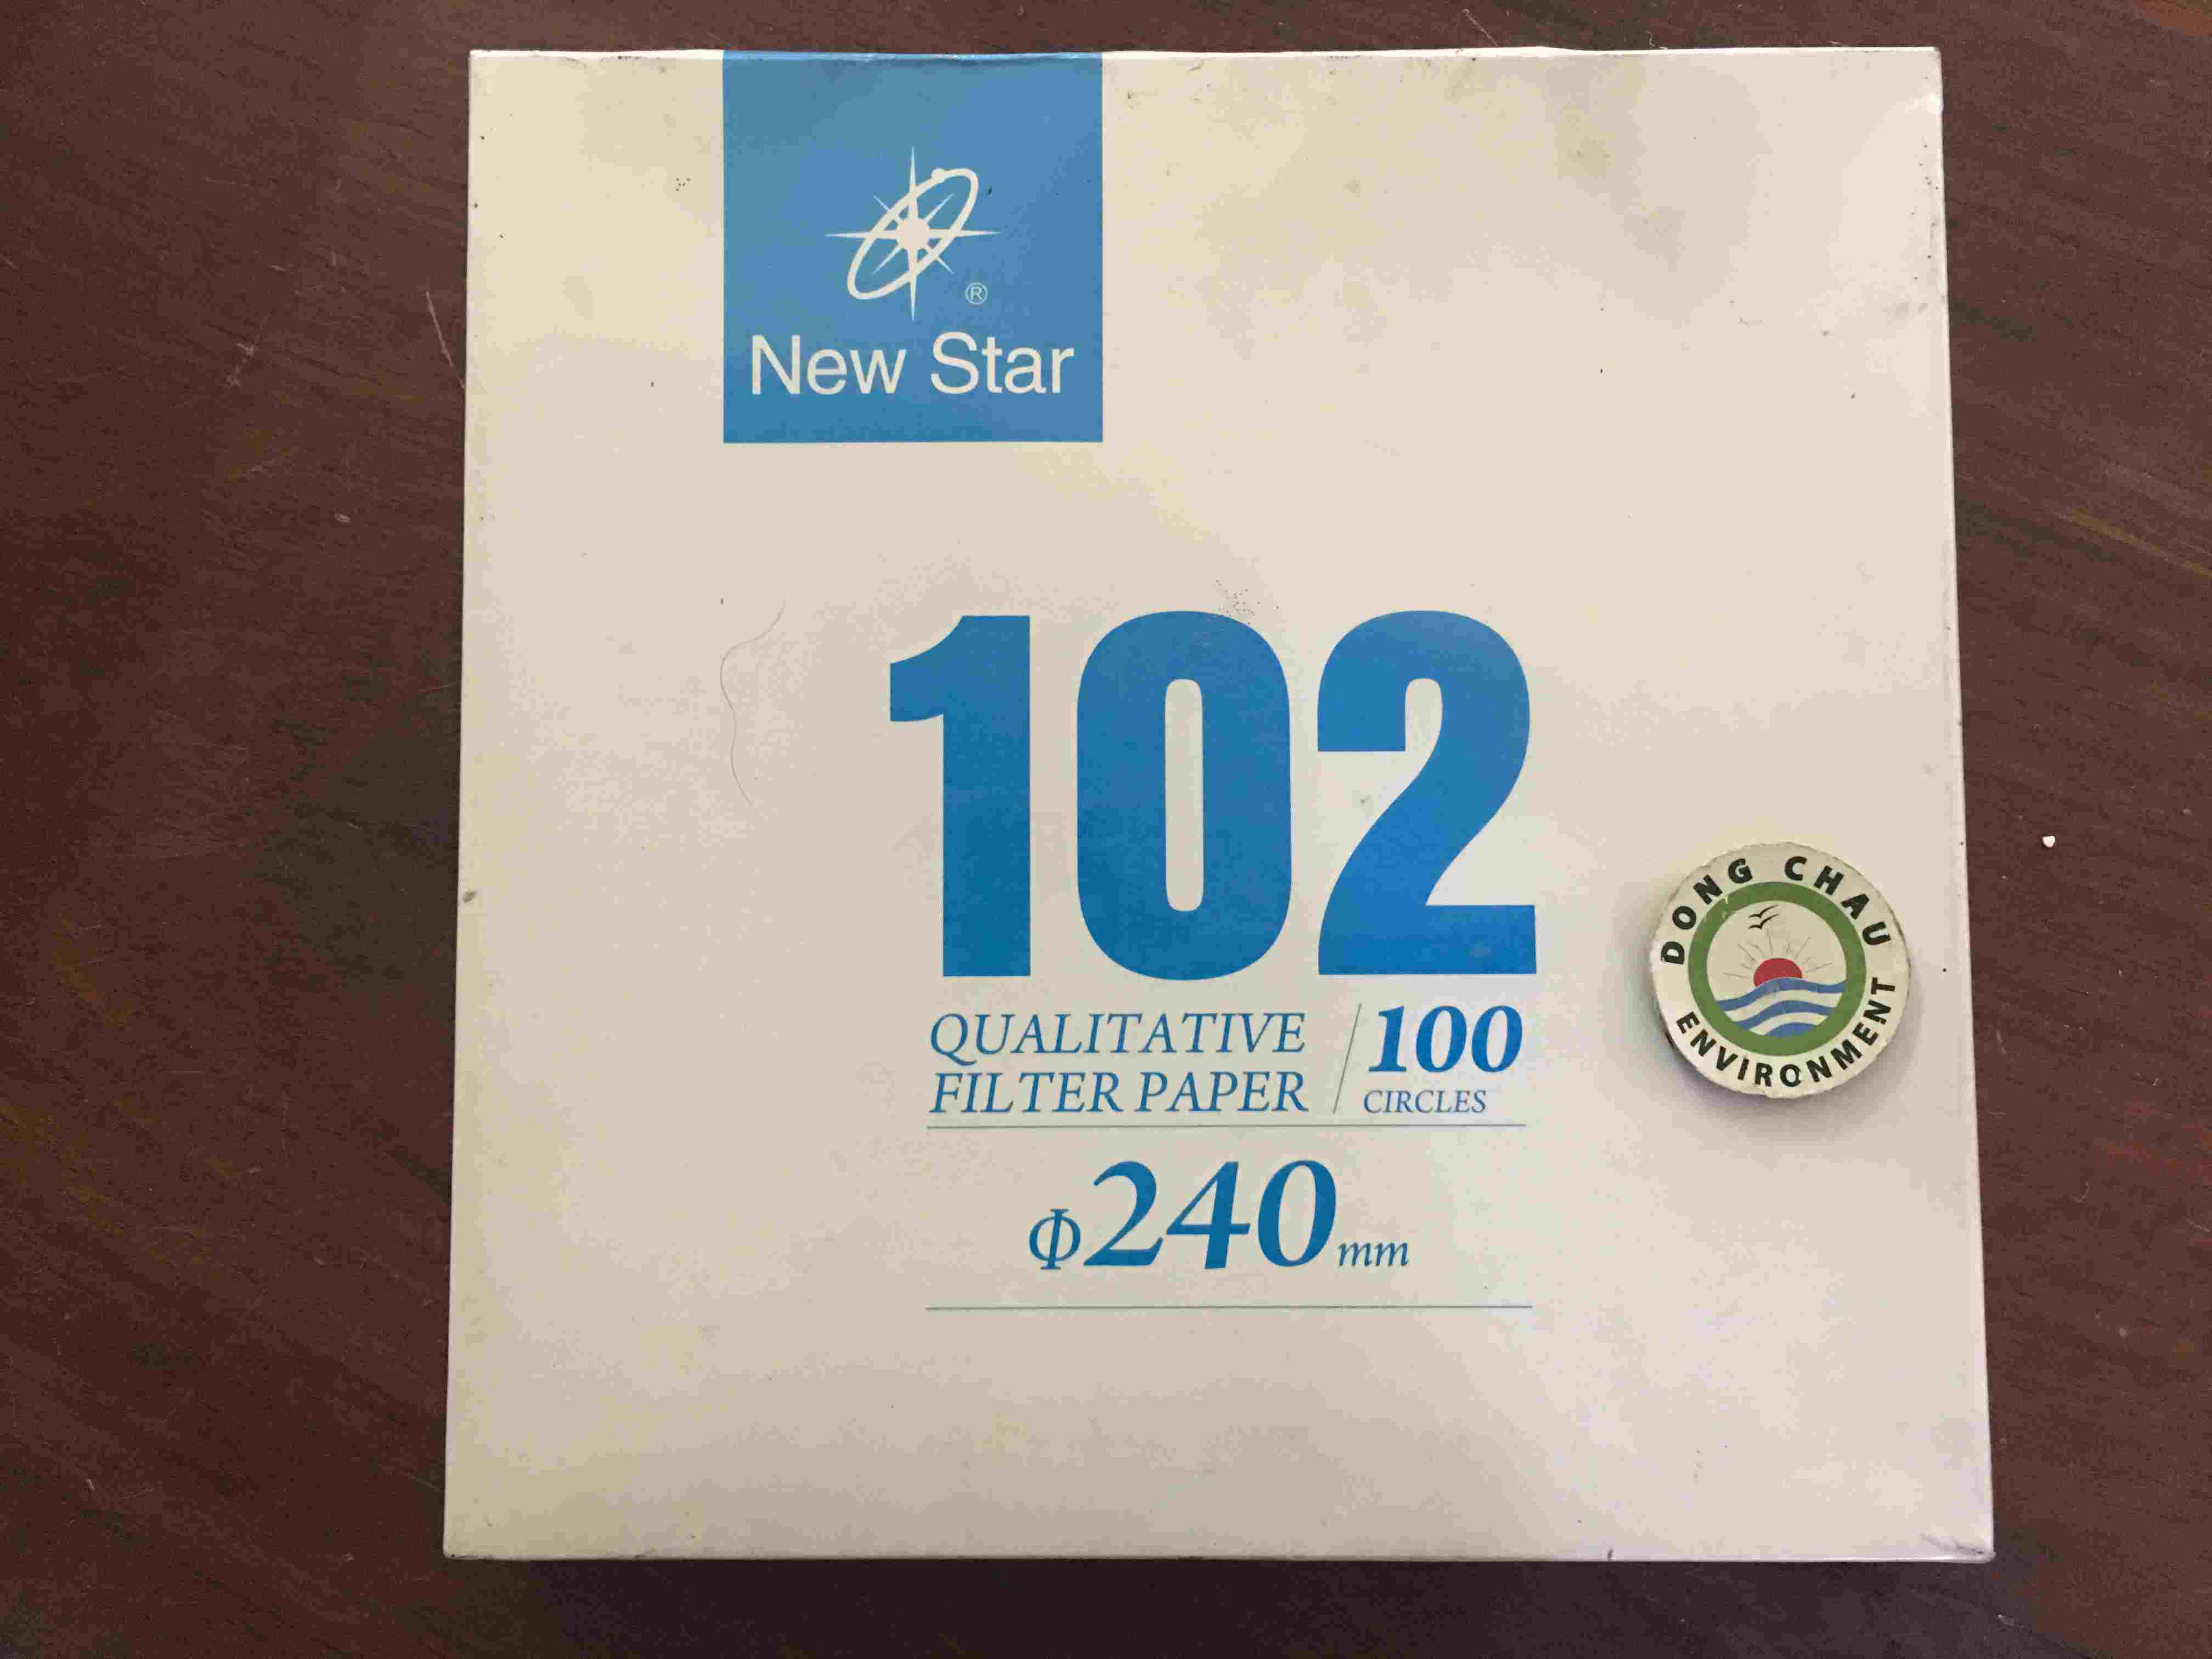 ®
New Star
102
QUALITATIVE
FILTER PAPER
100
CIRCLES
Φ240mm
DONG CHAU
ENVIRONMENT